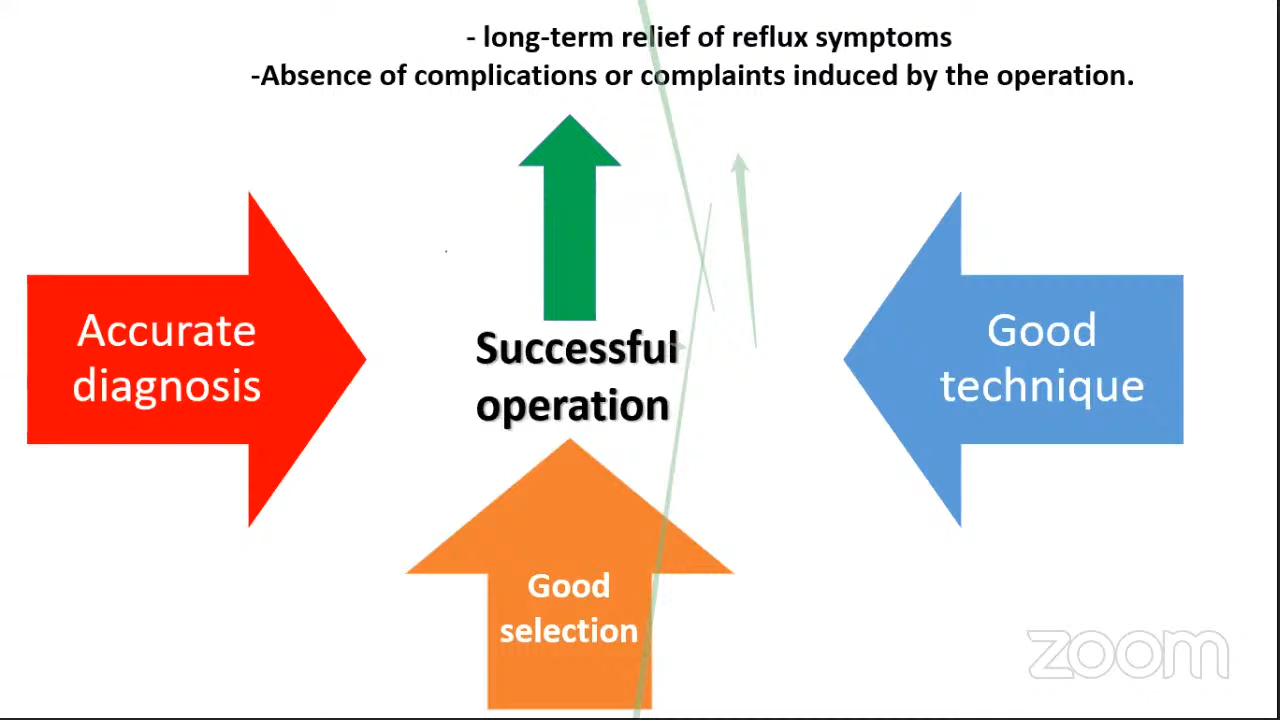 - long-term relief of reflux symptoms
-Absence of complications or complaints induced by the operation.
Accurate
diagnosis
Successful
operation
Good
technique
Good
selection
zoom